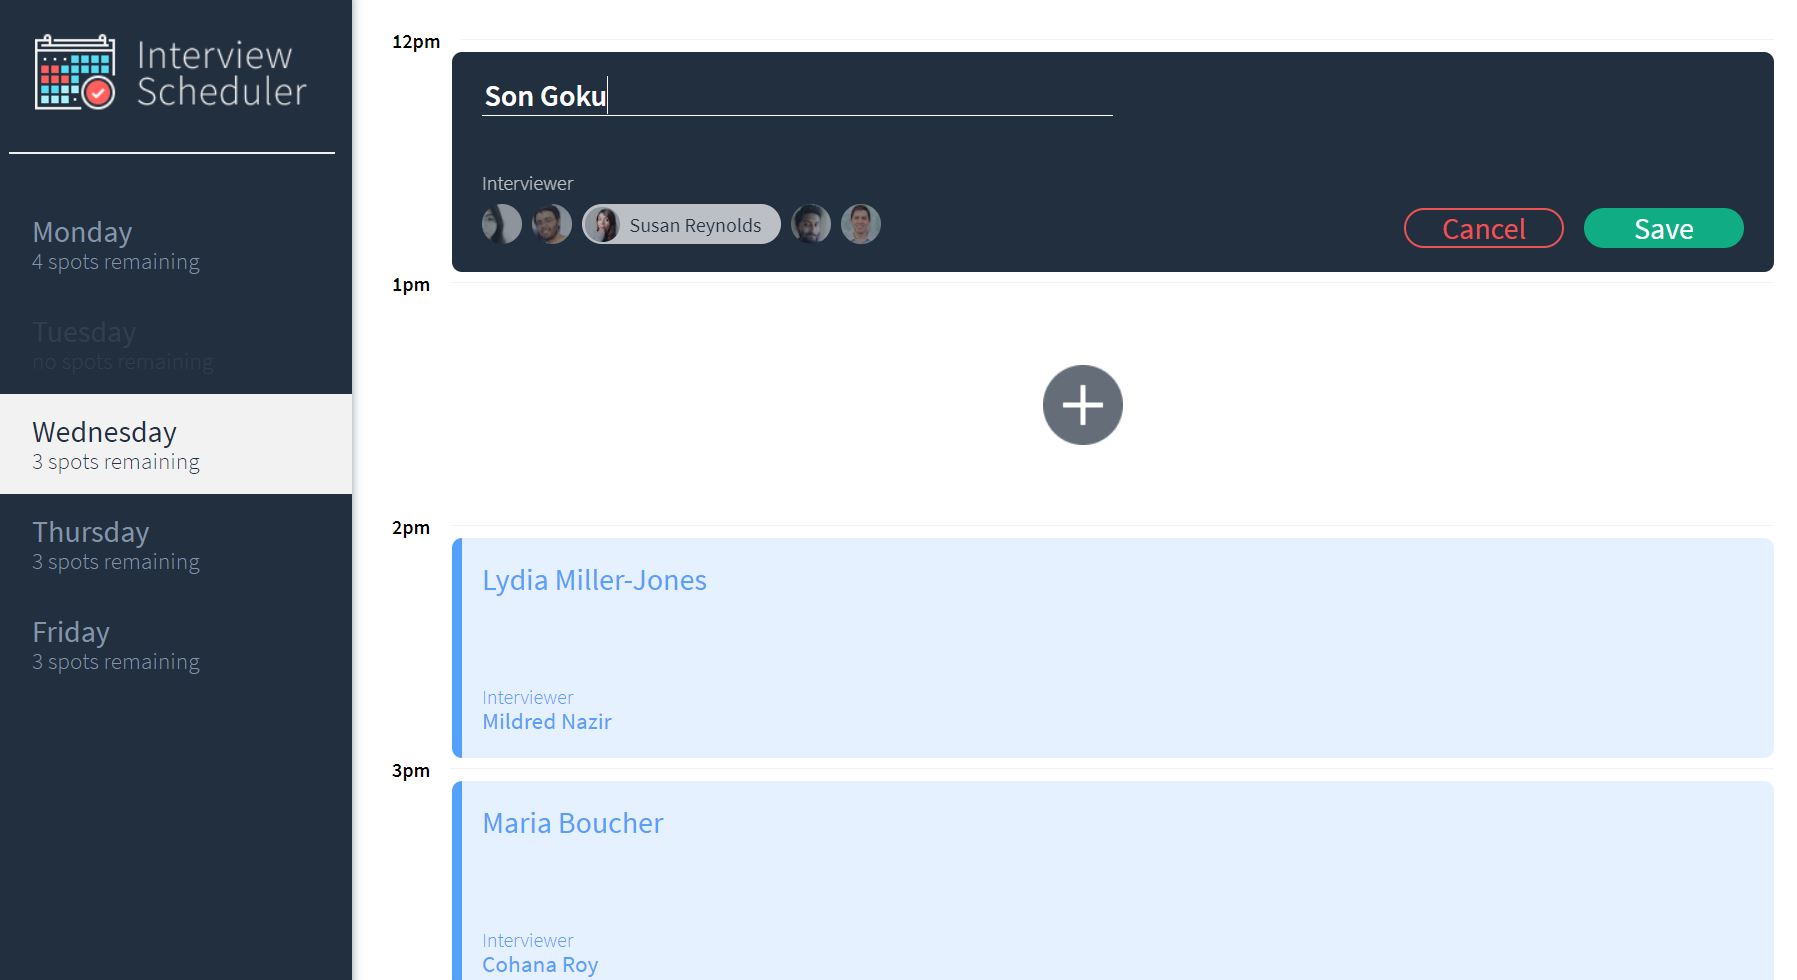 Interview
Scheduler
Monday
4 spots remaining
Tuesday
no spots remaining
Wednesday
3 spots remaining
Thursday
3 spots remaining
Friday
3 spots remaining
12pm
Son Goku
Interviewer
Susan Reynolds
Cancel
Save
1pm
2pm
Lydia Miller-Jones
Interviewer
Mildred Nazir
3pm
Maria Boucher
Interviewer
Cohana Roy